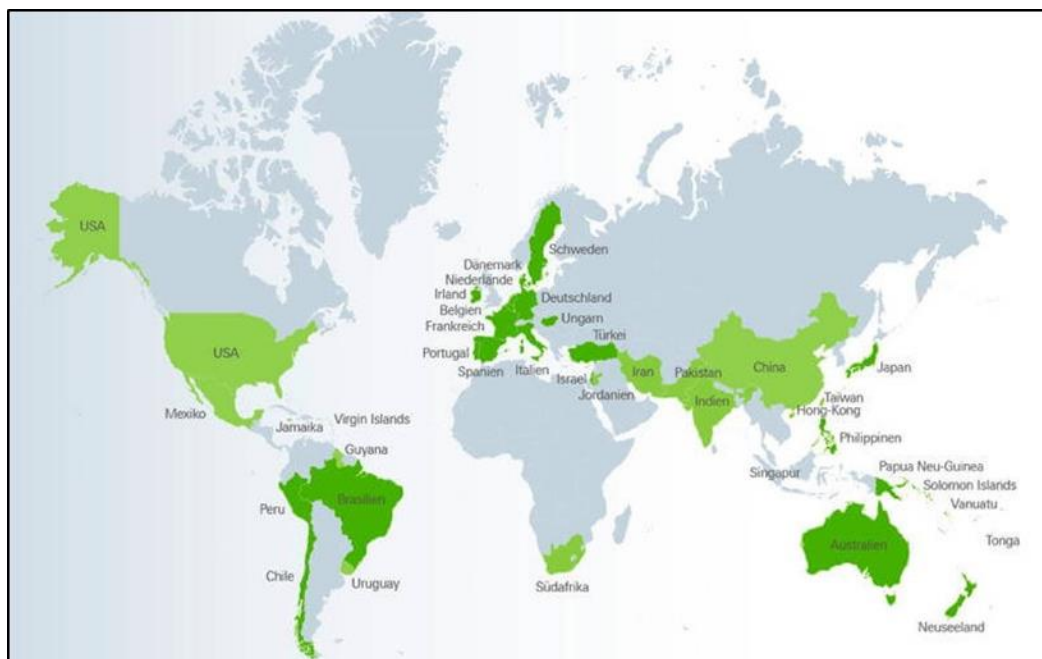 USA
Schweden
Dänemark
Niederlände
Irland
Deutschland
Belgien
Ungarn
Frankreich
Türkei
USA
Portugal
Spanien
Italien
Israel
Jordanien
Iran
Pakistan
China
Japan
Indien
Taiwan
Hong-Kong
Mexiko
Jamaika
Virgin Islands
Guyana
Philippinen
Singapur
Papua Neu-Guinea
Solomon Islands
Vanuatu
Peru
Brasilien
Tonga
Australien
Chile
Uruguay
Südafrika
Neuseeland